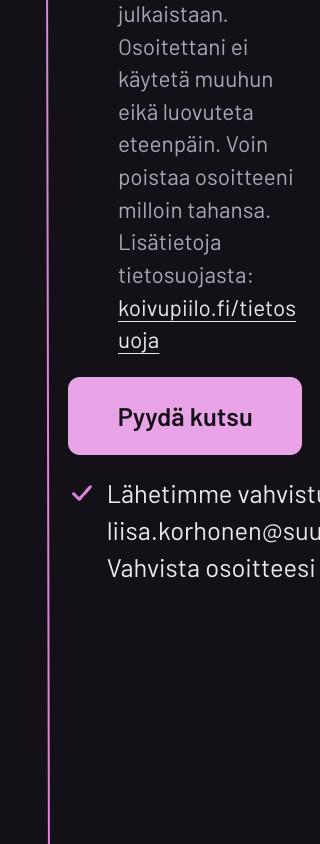 julkaistaan.
Osoitettani ei
käytetä muuhun
eikä luovuteta
eteenpäin. Voin
poistaa osoitteeni
milloin tahansa.
Lisätietoja
tietosuojasta:
koivupiilo.fi/tietos
uoja
Pyydä kutsu
Lähetimme
liisa.korhonen@suu
Vahvista osoitteesi